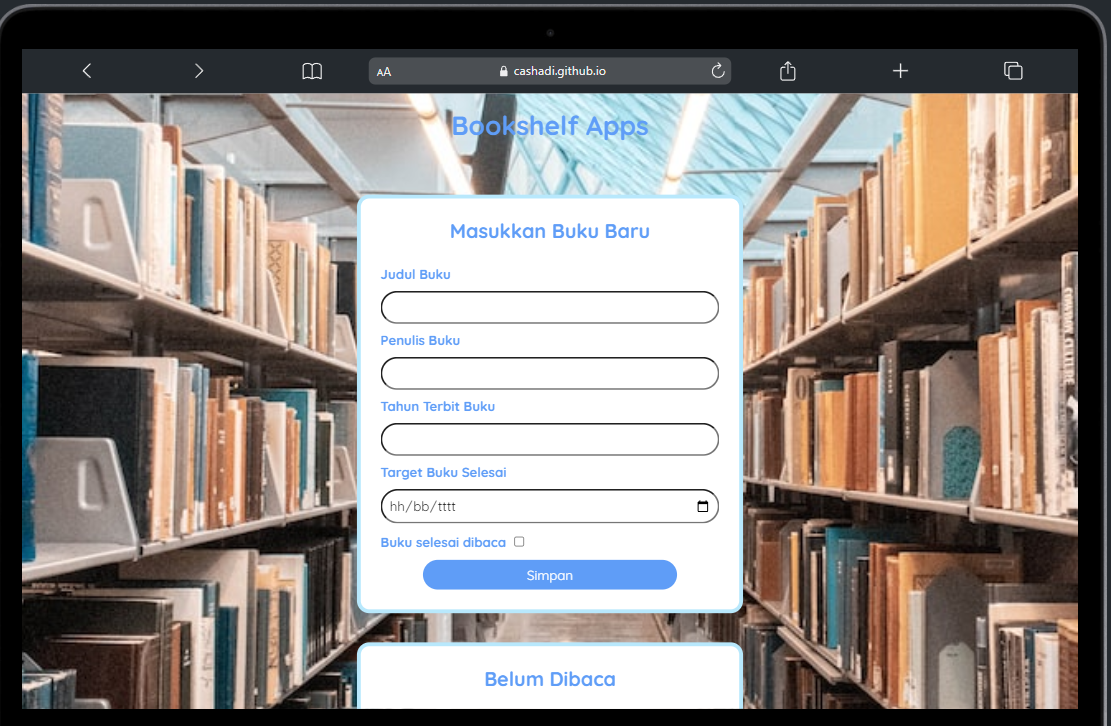 AA cashadi.github.io
Bookshelf Apps
Masukkan Buku Baru
Judul Buku
Penulis Buku
Tahun Terbit Buku
Target Buku Selesai
hh/bb/tttt
Buku selesai dibaca
Simpan
Belum Dibaca